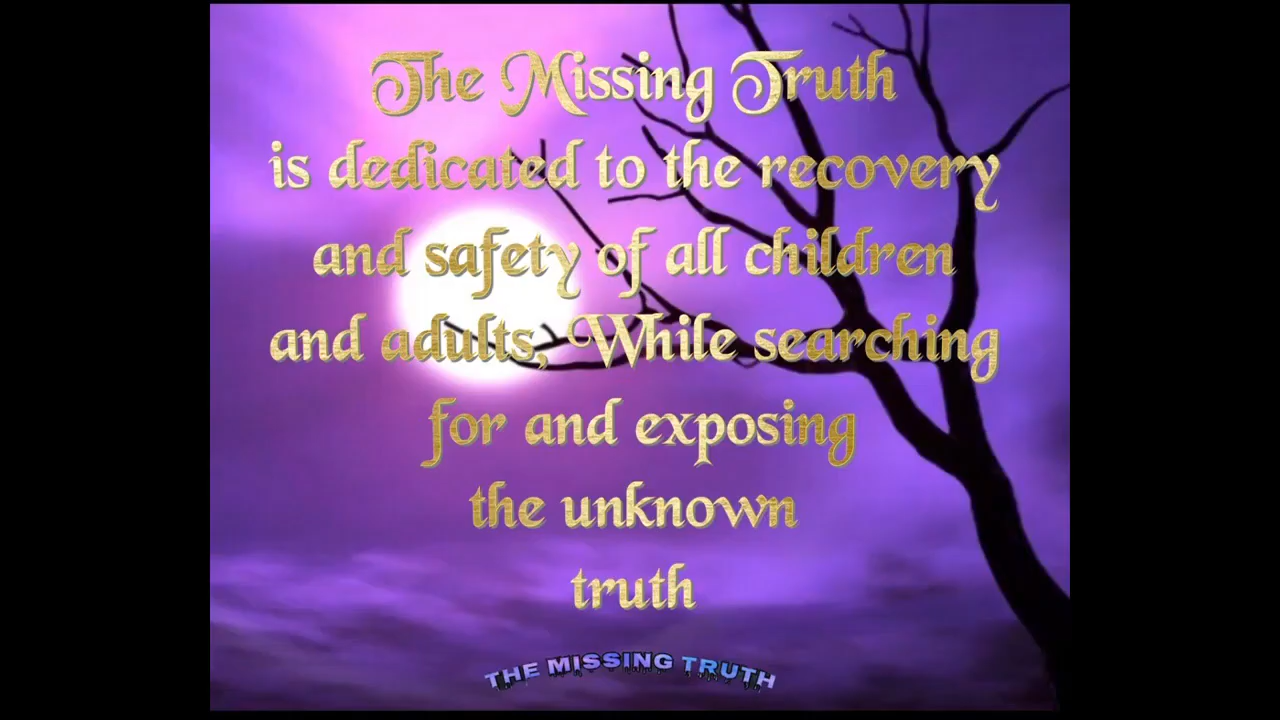 The Missing Truth
is dedicated to the recovery
and safety of all children
and adults, While searching
for and exposing
the unknown
truth
THE MISSING TRUTH